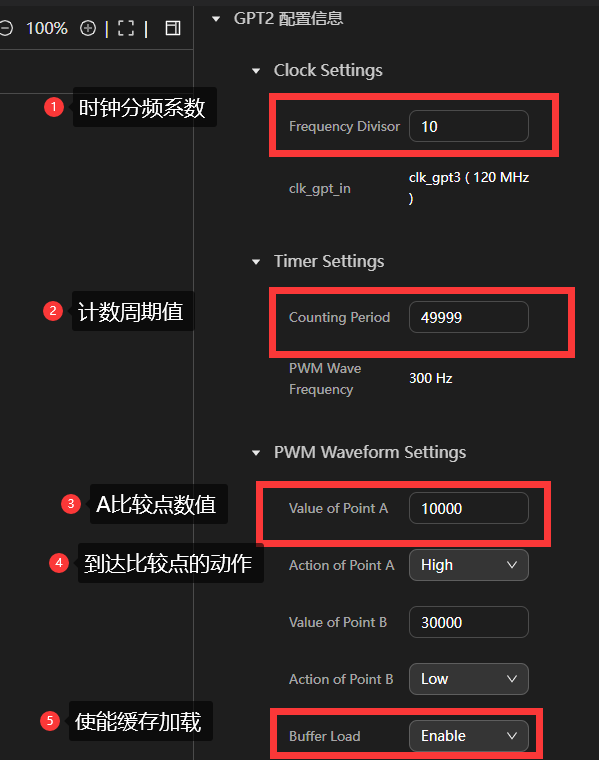 100%
GPT2 配置信息
Clock Settings
1 时钟分频系数
Frequency Divisor 10
clk_gpt_in clk_gpt3 ( 120 MHz
)
Timer Settings
2 计数周期值
Counting Period 49999
PWM Wave
Frequency 300 Hz
PWM Waveform Settings
3 A比较点数值
Value of Point A 10000
4 到达比较点的动作
Action of Point A High
Value of Point B 30000
Action of Point B Low
5 使能缓存加载
Buffer Load Enable